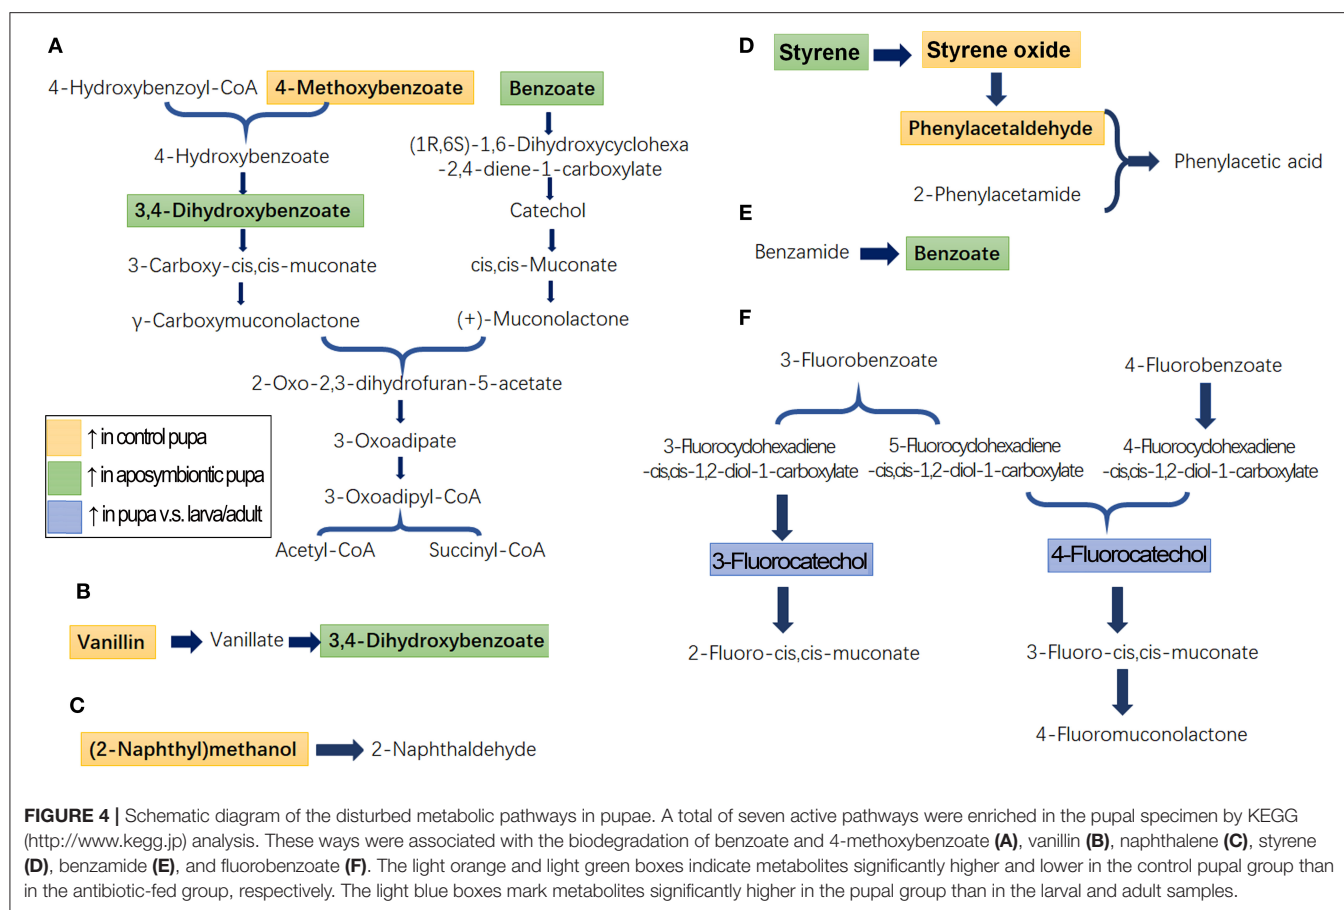 A
4-Hydroxybenzoyl-CoA
4-Methoxybenzoate
Benzoate
4-Hydroxybenzoate
(1R,6S)-1,6-Dihydroxycyclohexa
-2,4-diene-1-carboxylate
3,4-Dihydroxybenzoate
Catechol
3-Carboxy-cis,cis-muconate
cis,cis-Muconate
γ-Carboxymuconolactone
(+)-Muconolactone
2-Oxo-2,3-dihydrofuran-5-acetate
3-Oxoadipate
3-Oxoadipyl-CoA
Acetyl-CoA
Succinyl-CoA
↑ in control pupa
↑ in aposymbiontic pupa
↑ in pupa v.s. larva/adult
B
Vanillin
Vanillate
3,4-Dihydroxybenzoate
C
(2-Naphthyl)methanol
2-Naphthaldehyde
D
Styrene
Styrene oxide
Phenylacetaldehyde
2-Phenylacetamide
Phenylacetic acid
E
Benzamide
Benzoate
F
3-Fluorobenzoate
4-Fluorobenzoate
3-Fluorocydohexadiene
-cis,cis-1,2-diol-1-carboxylate
5-Fluorocydohexadiene
-cis,cis-1,2-diol-1-carboxylate
4-Fluorocydohexadiene
-cis,cis-1,2-diol-1-carboxylate
3-Fluorocatechol
4-Fluorocatechol
2-Fluoro-cis,cis-muconate
3-Fluoro-cis,cis-muconate
4-Fluoromuconolactone
FIGURE 4 | Schematic diagram of the disturbed metabolic pathways in pupae. A total of seven active pathways were enriched in the pupal specimen by KEGG
(http://www.kegg.jp) analysis. These ways were associated with the biodegradation of benzoate and 4-methoxybenzoate (A), vanillin (B), naphthalene (C), styrene
(D), benzamide (E), and fluorobenzoate (F). The light orange and light green boxes indicate metabolites significantly higher and lower in the control pupal group than
in the antibiotic-fed group, respectively. The light blue boxes mark metabolites significantly higher in the pupal group than in the larval and adult samples.